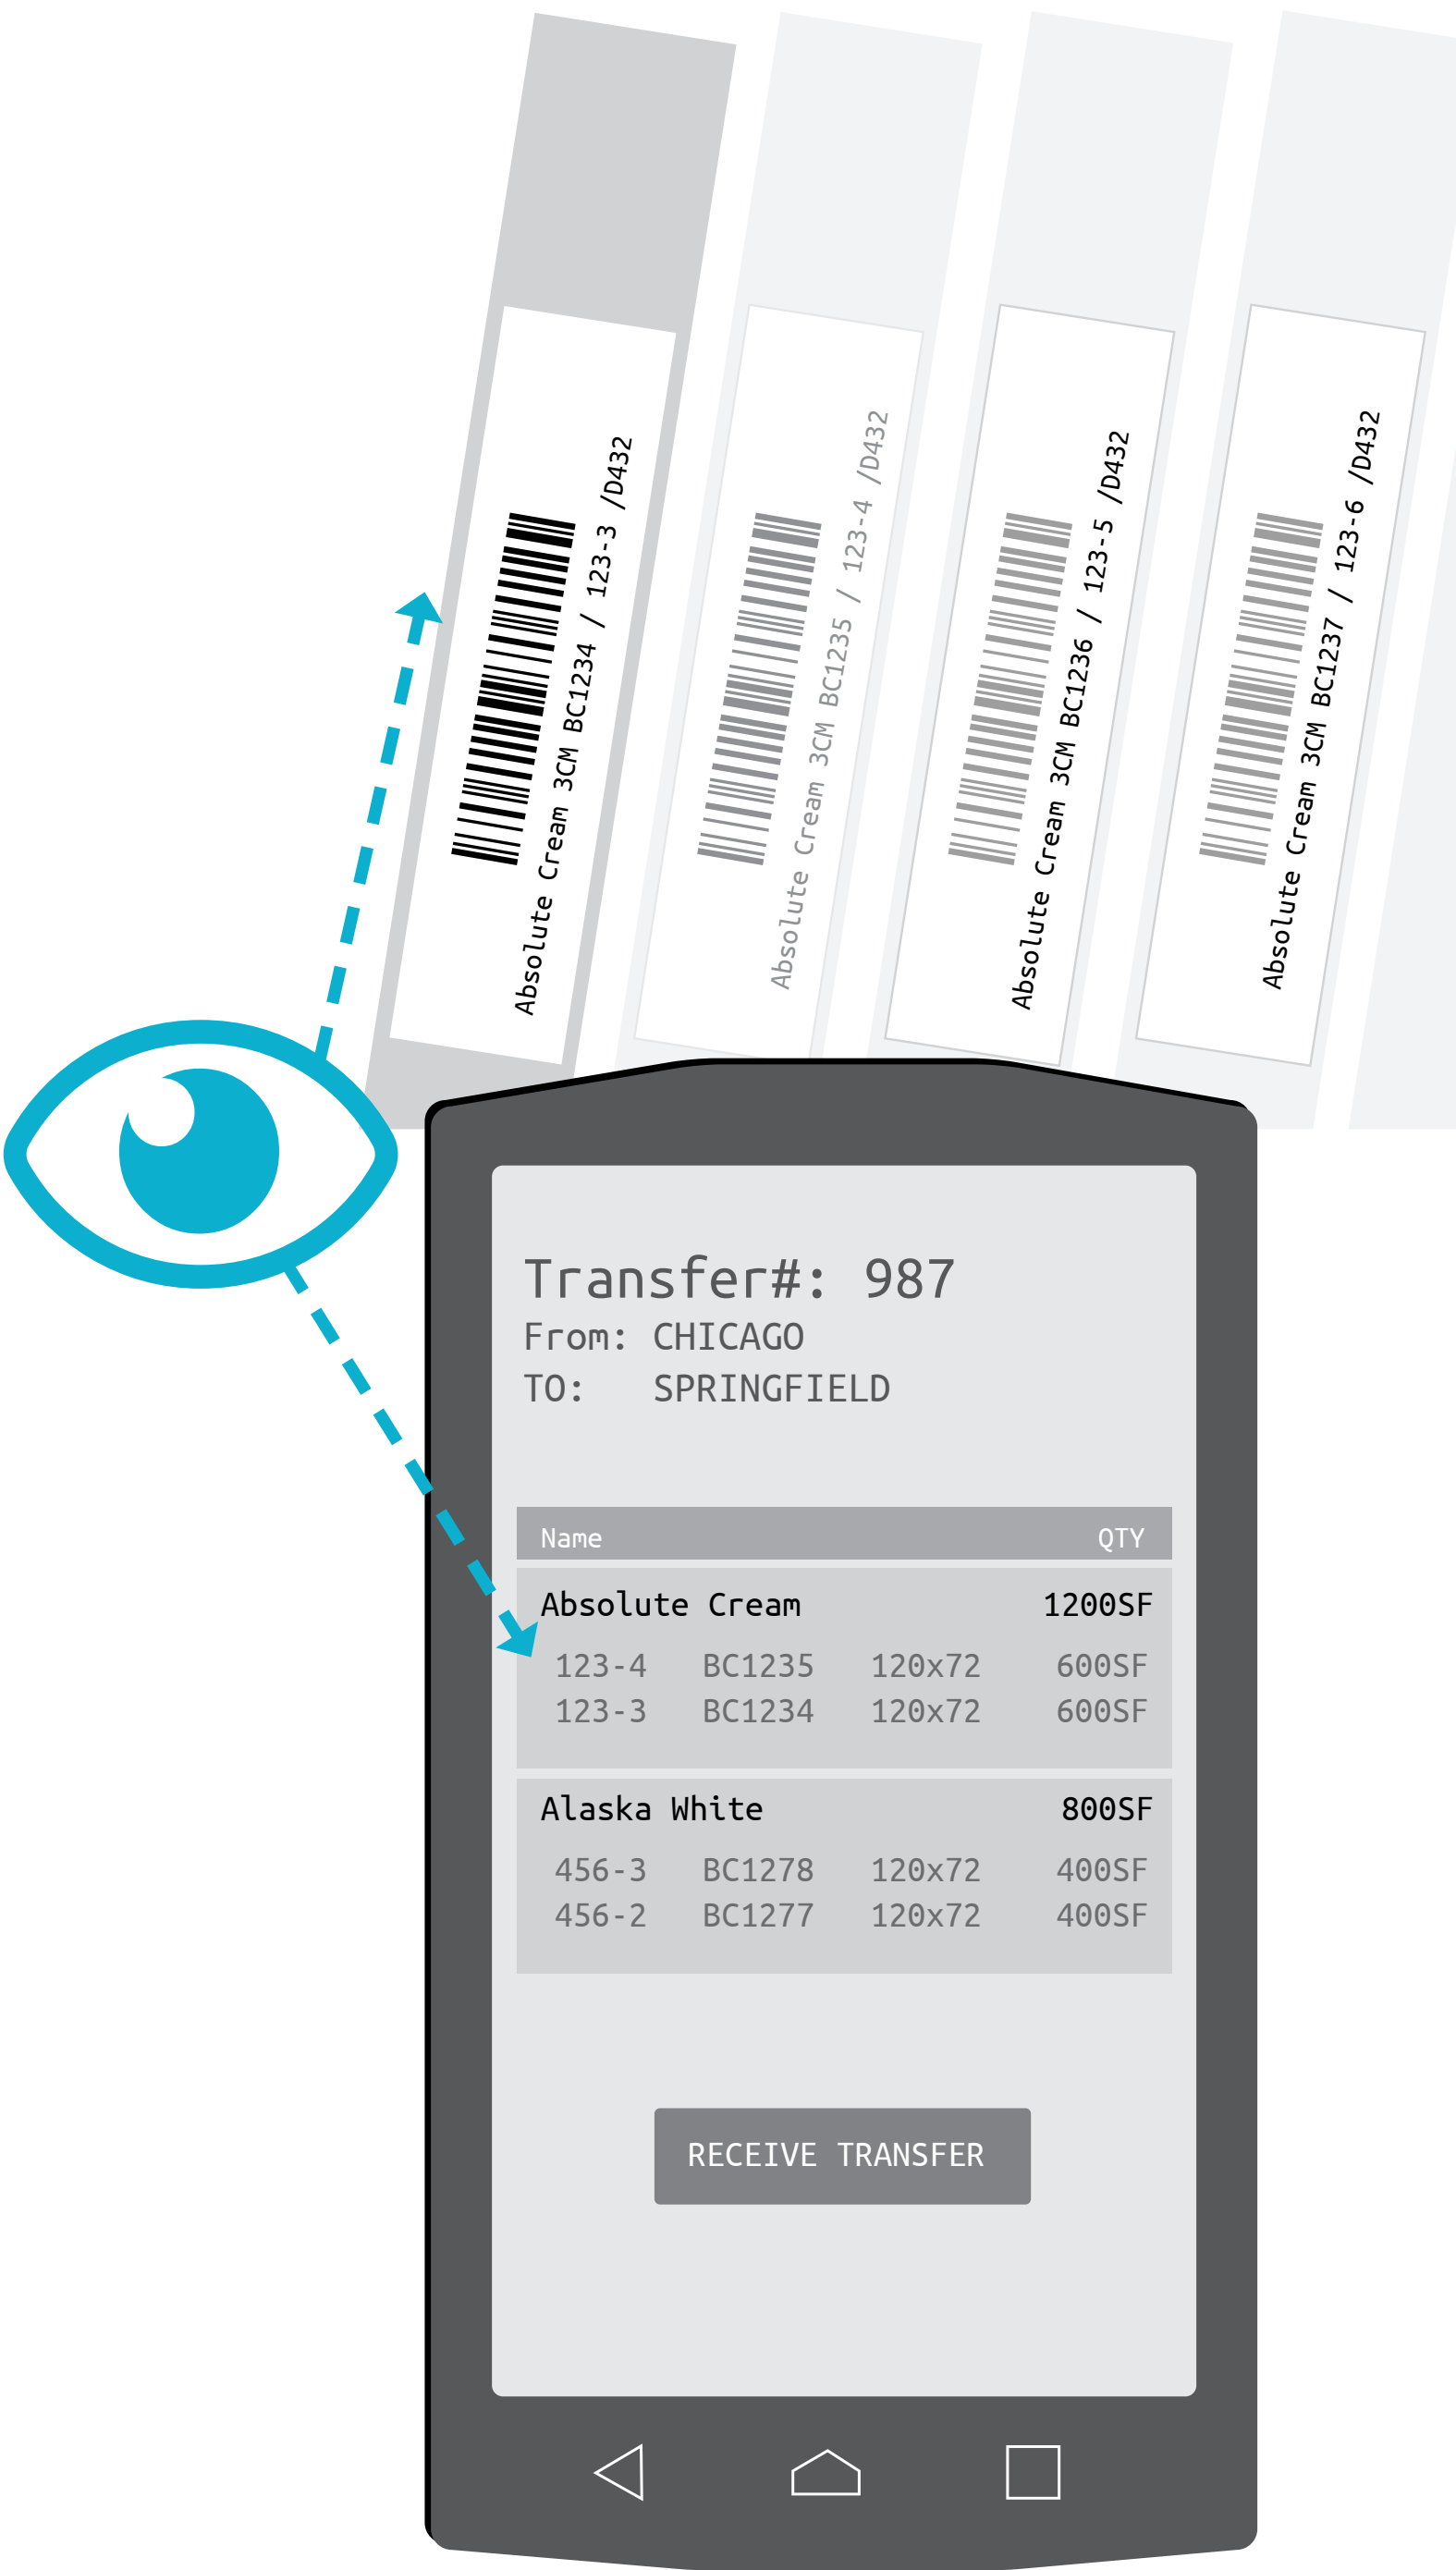 Absolute Cream 3CM BC1234 / 123-3 /D432
Absolute Cream 3CM BC1235 / 123-4 /D432
Absolute Cream 3CM BC1236 / 123-5 /D432
Absolute Cream 3CM BC1237 / 123-6 /D432
Transfer#: 987
From: CHICAGO
TO: SPRINGFIELD
Name QTY
Absolute Cream 1200SF
123-4 BC1235 120x72 600SF
123-3 BC1234 120x72 600SF
Alaska White 800SF
456-3 BC1278 120x72 400SF
456-2 BC1277 120x72 400SF
RECEIVE TRANSFER